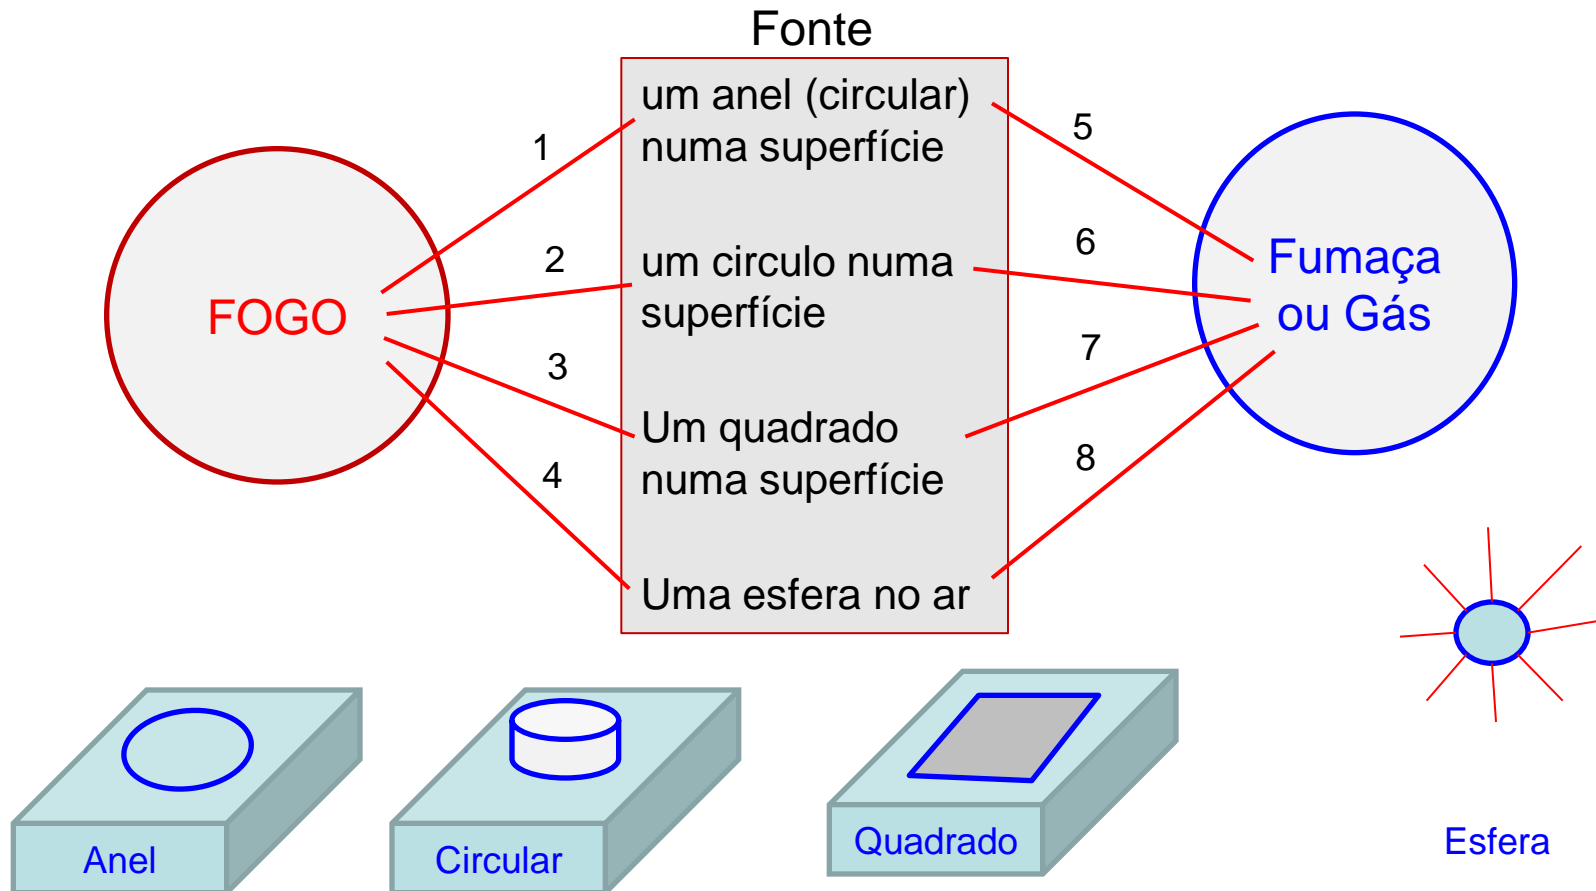 Fonte
um anel (circular)
numa superfície
um circulo numa
superfície
Um quadrado
numa superfície
Uma esfera no ar
FOGO
1
2
3
4
5
6
7
8
Fumaça
ou Gás
Anel
Circular
Quadrado
Esfera